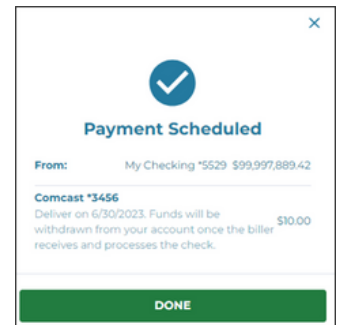 Payment Scheduled
From: My Checking *5529 $99,997,889.42
Comcast *3456
Deliver on 6/30/2023. Funds will be
withdrawn from your account once the biller $10.00
receives and processes the check.
DONE